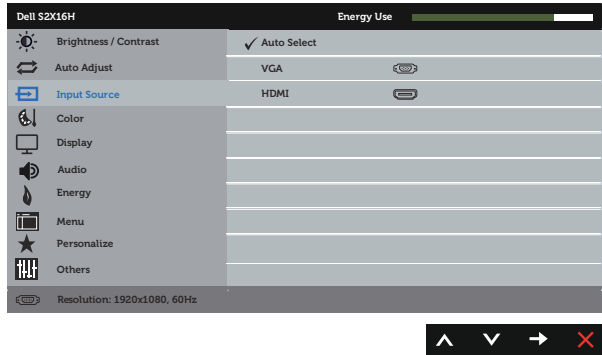 Dell S2X16H Energy Use
Brightness / Contrast Auto Select
Auto Adjust VGA
Input Source HDMI
Color
Display
Audio
Energy
Menu
Personalize
Others
Resolution: 1920x1080, 60Hz